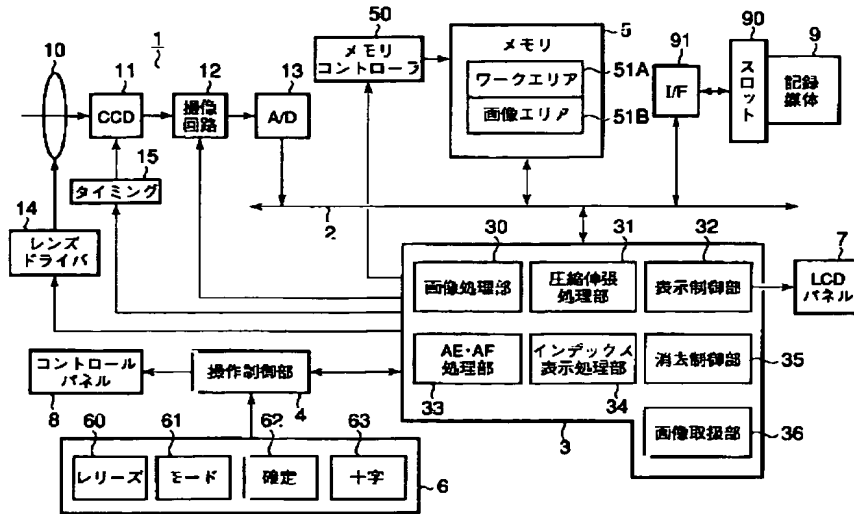 50
メモリ
コントローラ
5
メモリ
ワークエリア
51A
画像エリア
51B
91
I/F
90
スロット
9
記録
媒体
10
1
11
CCD
12
撮像
回路
13
A/D
15
タイミング
14
レンズ
ドライバ
2
30
画像処理部
31
圧縮伸張
処理部
32
表示制御部
7
LCD
パネル
AE・AF
処理部
33
インデックス
表示処理部
34
消去制御部
35
画像取扱部
36
3
コントロール
パネル
8
操作制御部
4
60
レリーズ
61
モード
62
確定
63
十字
6